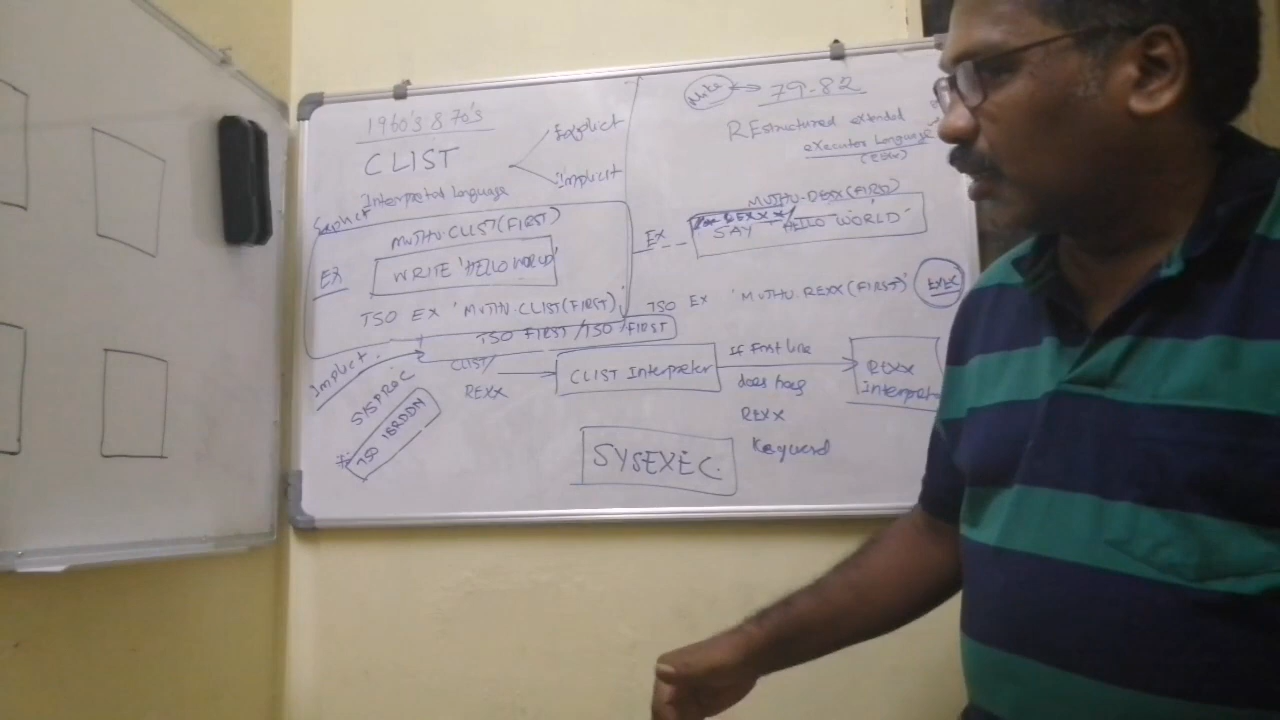 1960's & 70's
CLIST
Explicit
Implicit
Interpreted Language
MUTHU.CLIST(FIRST)
EX
WRITE 'HELLO WORLD'
TSO EX 'MUTHU.CLIST(FIRST)'
TSO FIRST / TSO %FIRST
Implicit
SYSPROC
TSO ISRDDN
CLIST/
REXX
CLIST Interpreter
If First line
does have
REXX
Keyword
REXX
Interpreter
SYSEXEC.
79-82
REstructured extended
eXecutor Language
(REXX)
MUTHU.REXX(FIRST)
EX
SAY 'HELLO WORLD'
TSO EX 'MUTHU.REXX(FIRST)'
EXEC